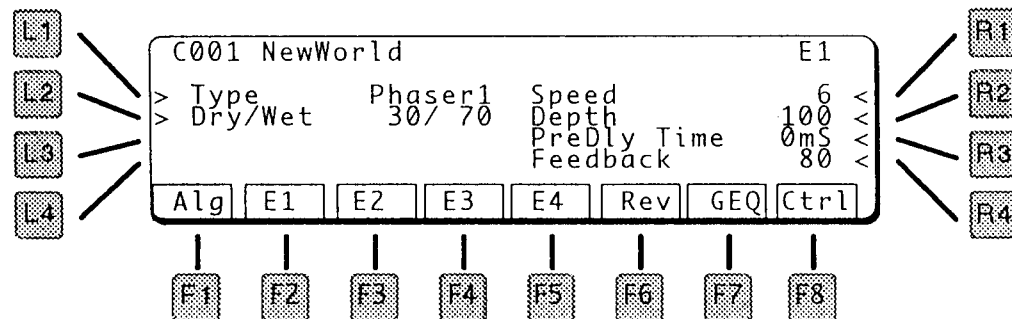 C001 NewWorld E1
> Type Phaser1 Speed 6 <
> Dry/Wet 30/ 70 Depth 100 <
PreDly Time 0mS <
Feedback 80 <
Alg E1 E2 E3 E4 Rev GEQ Ctrl
L1
L2
L3
L4
R1
R2
R3
R4
F1 F2 F3 F4 F5 F6 F7 F8